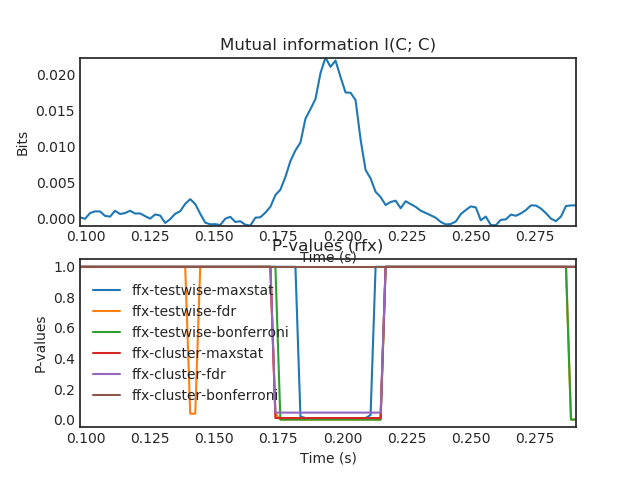 Mutual information I(C; C)
0.020
0.015
0.010
0.005
0.000
Bits
0.100 0.125 0.150 0.175 0.200 0.225 0.250 0.275
Time (s)
P-values (rfx)
1.0
0.8
0.6
0.4
0.2
0.0
P-values
ffx-testwise-maxstat
ffx-testwise-fdr
ffx-testwise-bonferroni
ffx-cluster-maxstat
ffx-cluster-fdr
ffx-cluster-bonferroni
0.100 0.125 0.150 0.175 0.200 0.225 0.250 0.275
Time (s)